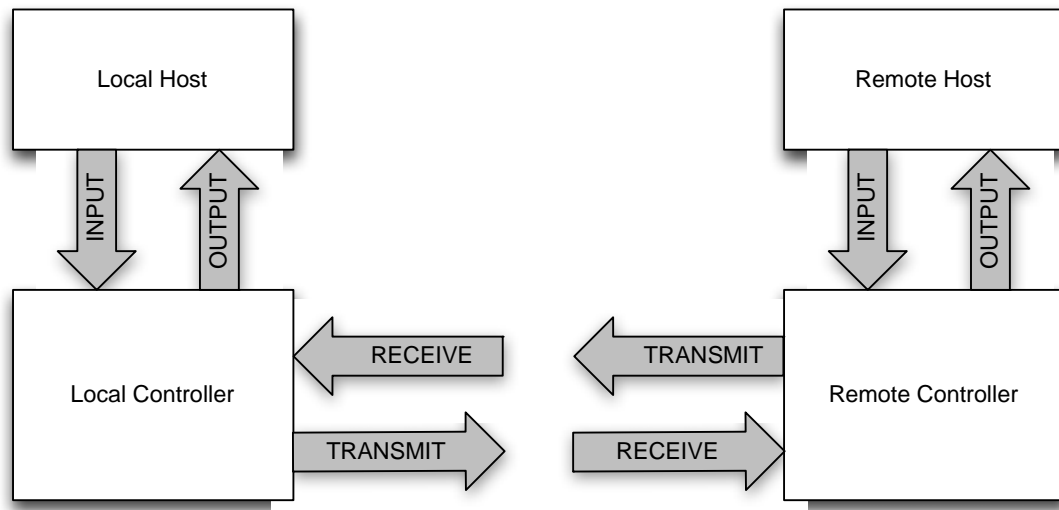 Local Host
Remote Host
INPUT
OUTPUT
INPUT
OUTPUT
RECEIVE
TRANSMIT
Local Controller
Remote Controller
TRANSMIT
RECEIVE